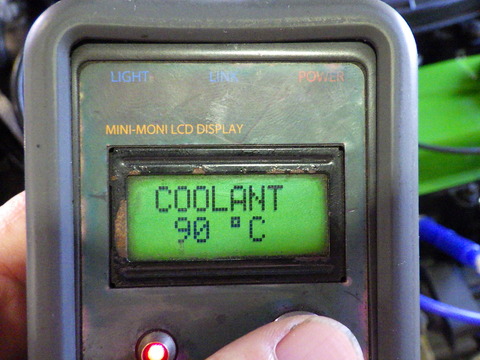 LIGHT LINK POWER
MINI-MONI LCD DISPLAY
COOLANT
90 °C